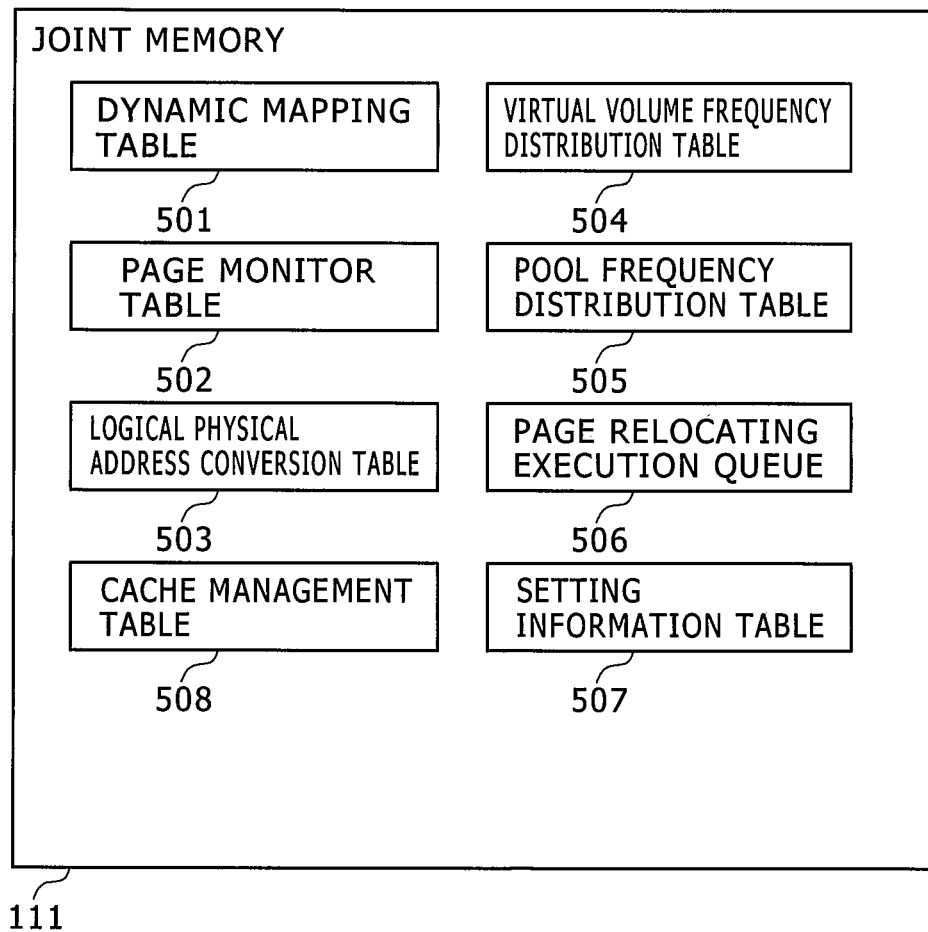 JOINT MEMORY
DYNAMIC MAPPING
TABLE
501
VIRTUAL VOLUME FREQUENCY
DISTRIBUTION TABLE
504
PAGE MONITOR
TABLE
502
POOL FREQUENCY
DISTRIBUTION TABLE
505
LOGICAL PHYSICAL
ADDRESS CONVERSION TABLE
503
PAGE RELOCATING
EXECUTION QUEUE
506
CACHE MANAGEMENT
TABLE
508
SETTING
INFORMATION TABLE
507
111